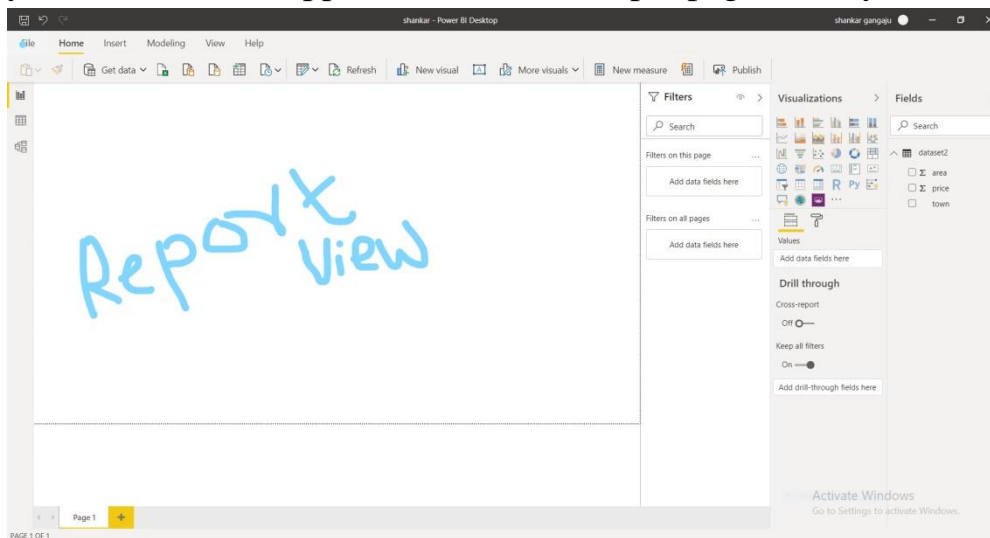 shankar - Power BI Desktop
shankar gangaju
File Home Insert Modeling View Help
Get data More visuals New visual Refresh New measure Publish
Filters
Search
Filters on this page ...
Add data fields here
Filters on all pages ...
Add data fields here
Visualizations
R Py
...
Values
Add data fields here
Drill through
Cross-report
Off
Keep all filters
On
Add drill-through fields here
Fields
Search
dataset2
Σ area
Σ price
town
Report
View
Activate Windows
Go to Settings to activate Windows.
Page 1 +
PAGE 1 OF 1